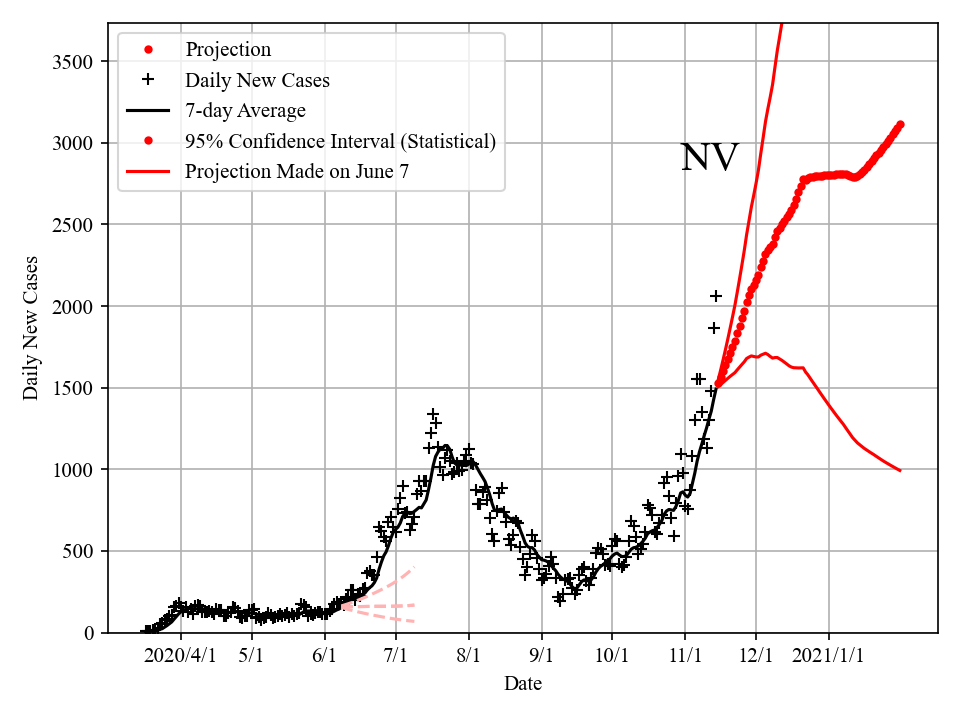 Projection
Daily New Cases
7-day Average
95% Confidence Interval (Statistical)
Projection Made on June 7
NV
3500
3000
2500
2000
1500
1000
500
0
Daily New Cases
2020/4/1 5/1 6/1 7/1 8/1 9/1 10/1 11/1 12/1 2021/1/1
Date